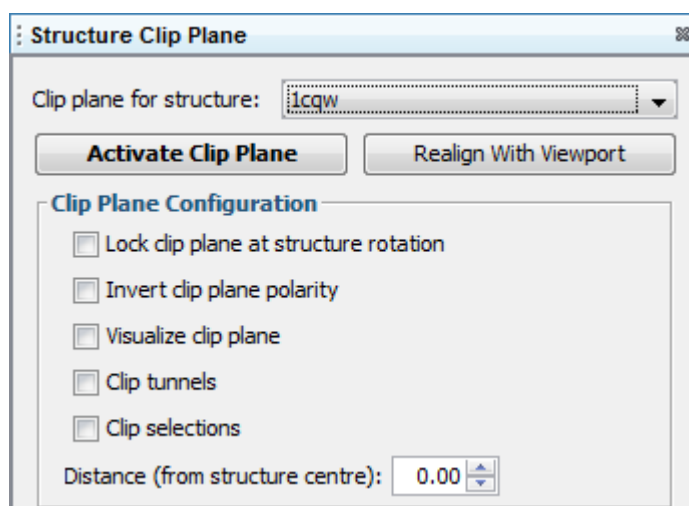 Structure Clip Plane
Clip plane for structure: 1cqw
Activate Clip Plane Realign With Viewport
Clip Plane Configuration
Lock clip plane at structure rotation
Invert clip plane polarity
Visualize clip plane
Clip tunnels
Clip selections
Distance (from structure centre): 0.00